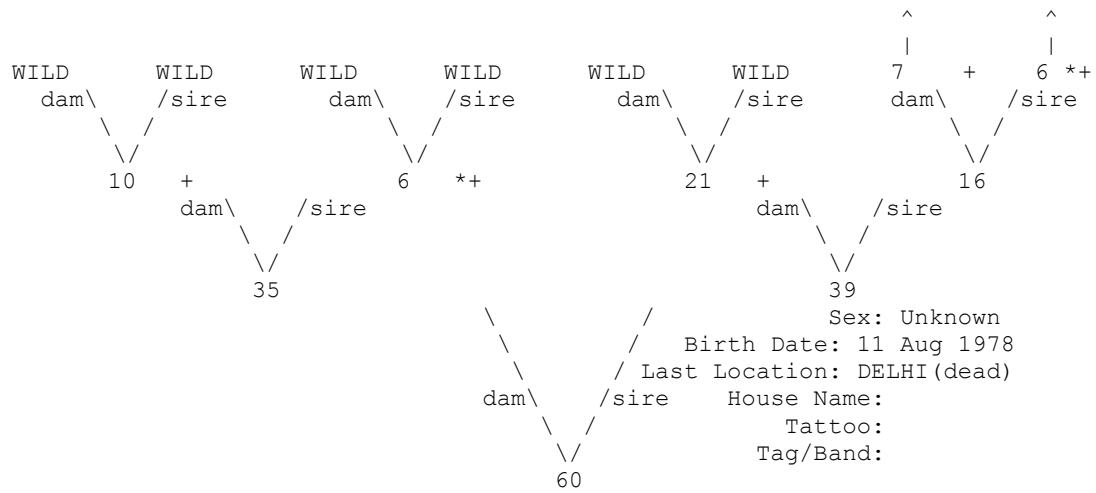 ^ ^
| |
WILD WILD WILD WILD WILD WILD 7 + 6 *+
dam\ /sire dam\ /sire dam\ /sire dam\ /sire
\ / \ / \ / \ /
\/ \/ \/ \/
10 + 6 *+ 21 + 16
dam\ /sire dam\ /sire
\ / \ /
\/ \/
35 39
\ / Sex: Unknown
\ / Birth Date: 11 Aug 1978
\ / Last Location: DELHI(dead)
dam\ /sire House Name:
\ / Tattoo:
\/ Tag/Band:
60